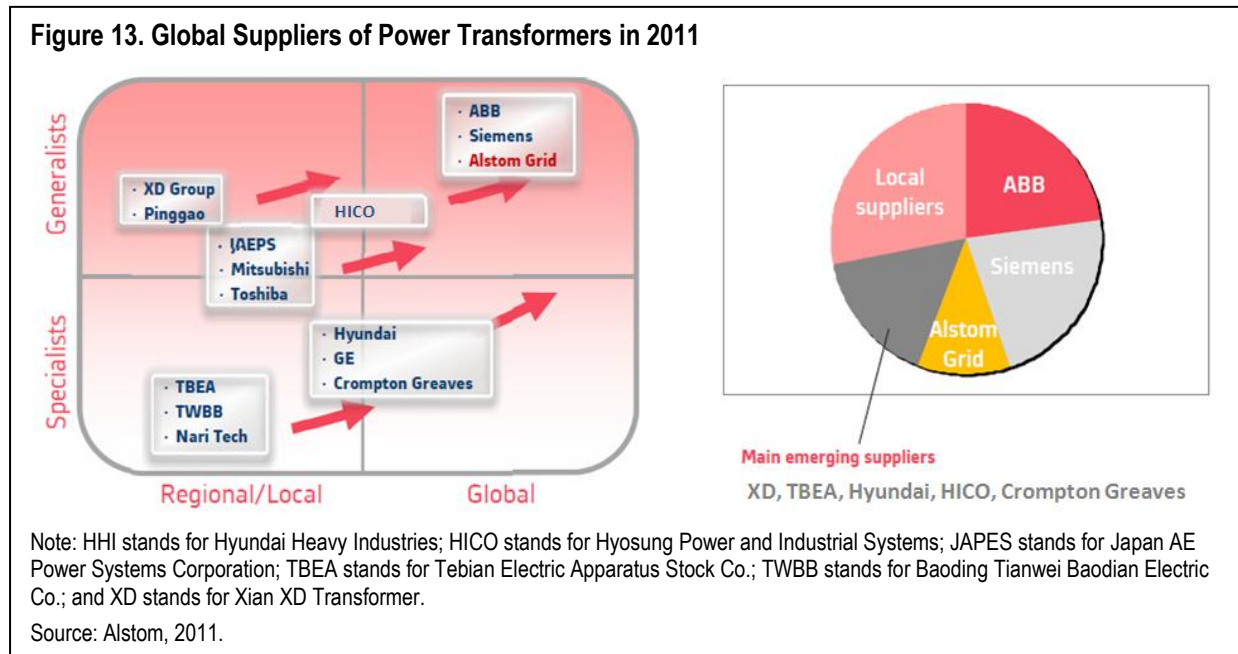 Figure 13. Global Suppliers of Power Transformers in 2011
Generalists
Specialists
· ABB
· Siemens
· Alstom Grid
· XD Group
· Pinggao
HICO
· JAEPS
· Mitsubishi
· Toshiba
· Hyundai
· GE
· Crompton Greaves
· TBEA
· TWBB
· Nari Tech
Regional/Local
Global
Local
suppliers
ABB
Siemens
Alstom
Grid
Main emerging suppliers
XD, TBEA, Hyundai, HICO, Crompton Greaves
Note: HHI stands for Hyundai Heavy Industries; HICO stands for Hyosung Power and Industrial Systems; JAPES stands for Japan AE
Power Systems Corporation; TBEA stands for Tebian Electric Apparatus Stock Co.; TWBB stands for Baoding Tianwei Baodian Electric
Co.; and XD stands for Xian XD Transformer.
Source: Alstom, 2011.